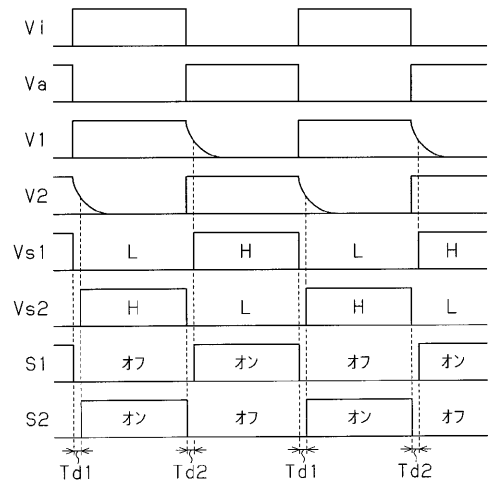 Vi
Va
V1
V2
Vs1 L H L H
Vs2 H L H L
S1 オフ オン オフ オン
S2 オン オフ オン オフ
Td1 Td2 Td1 Td2